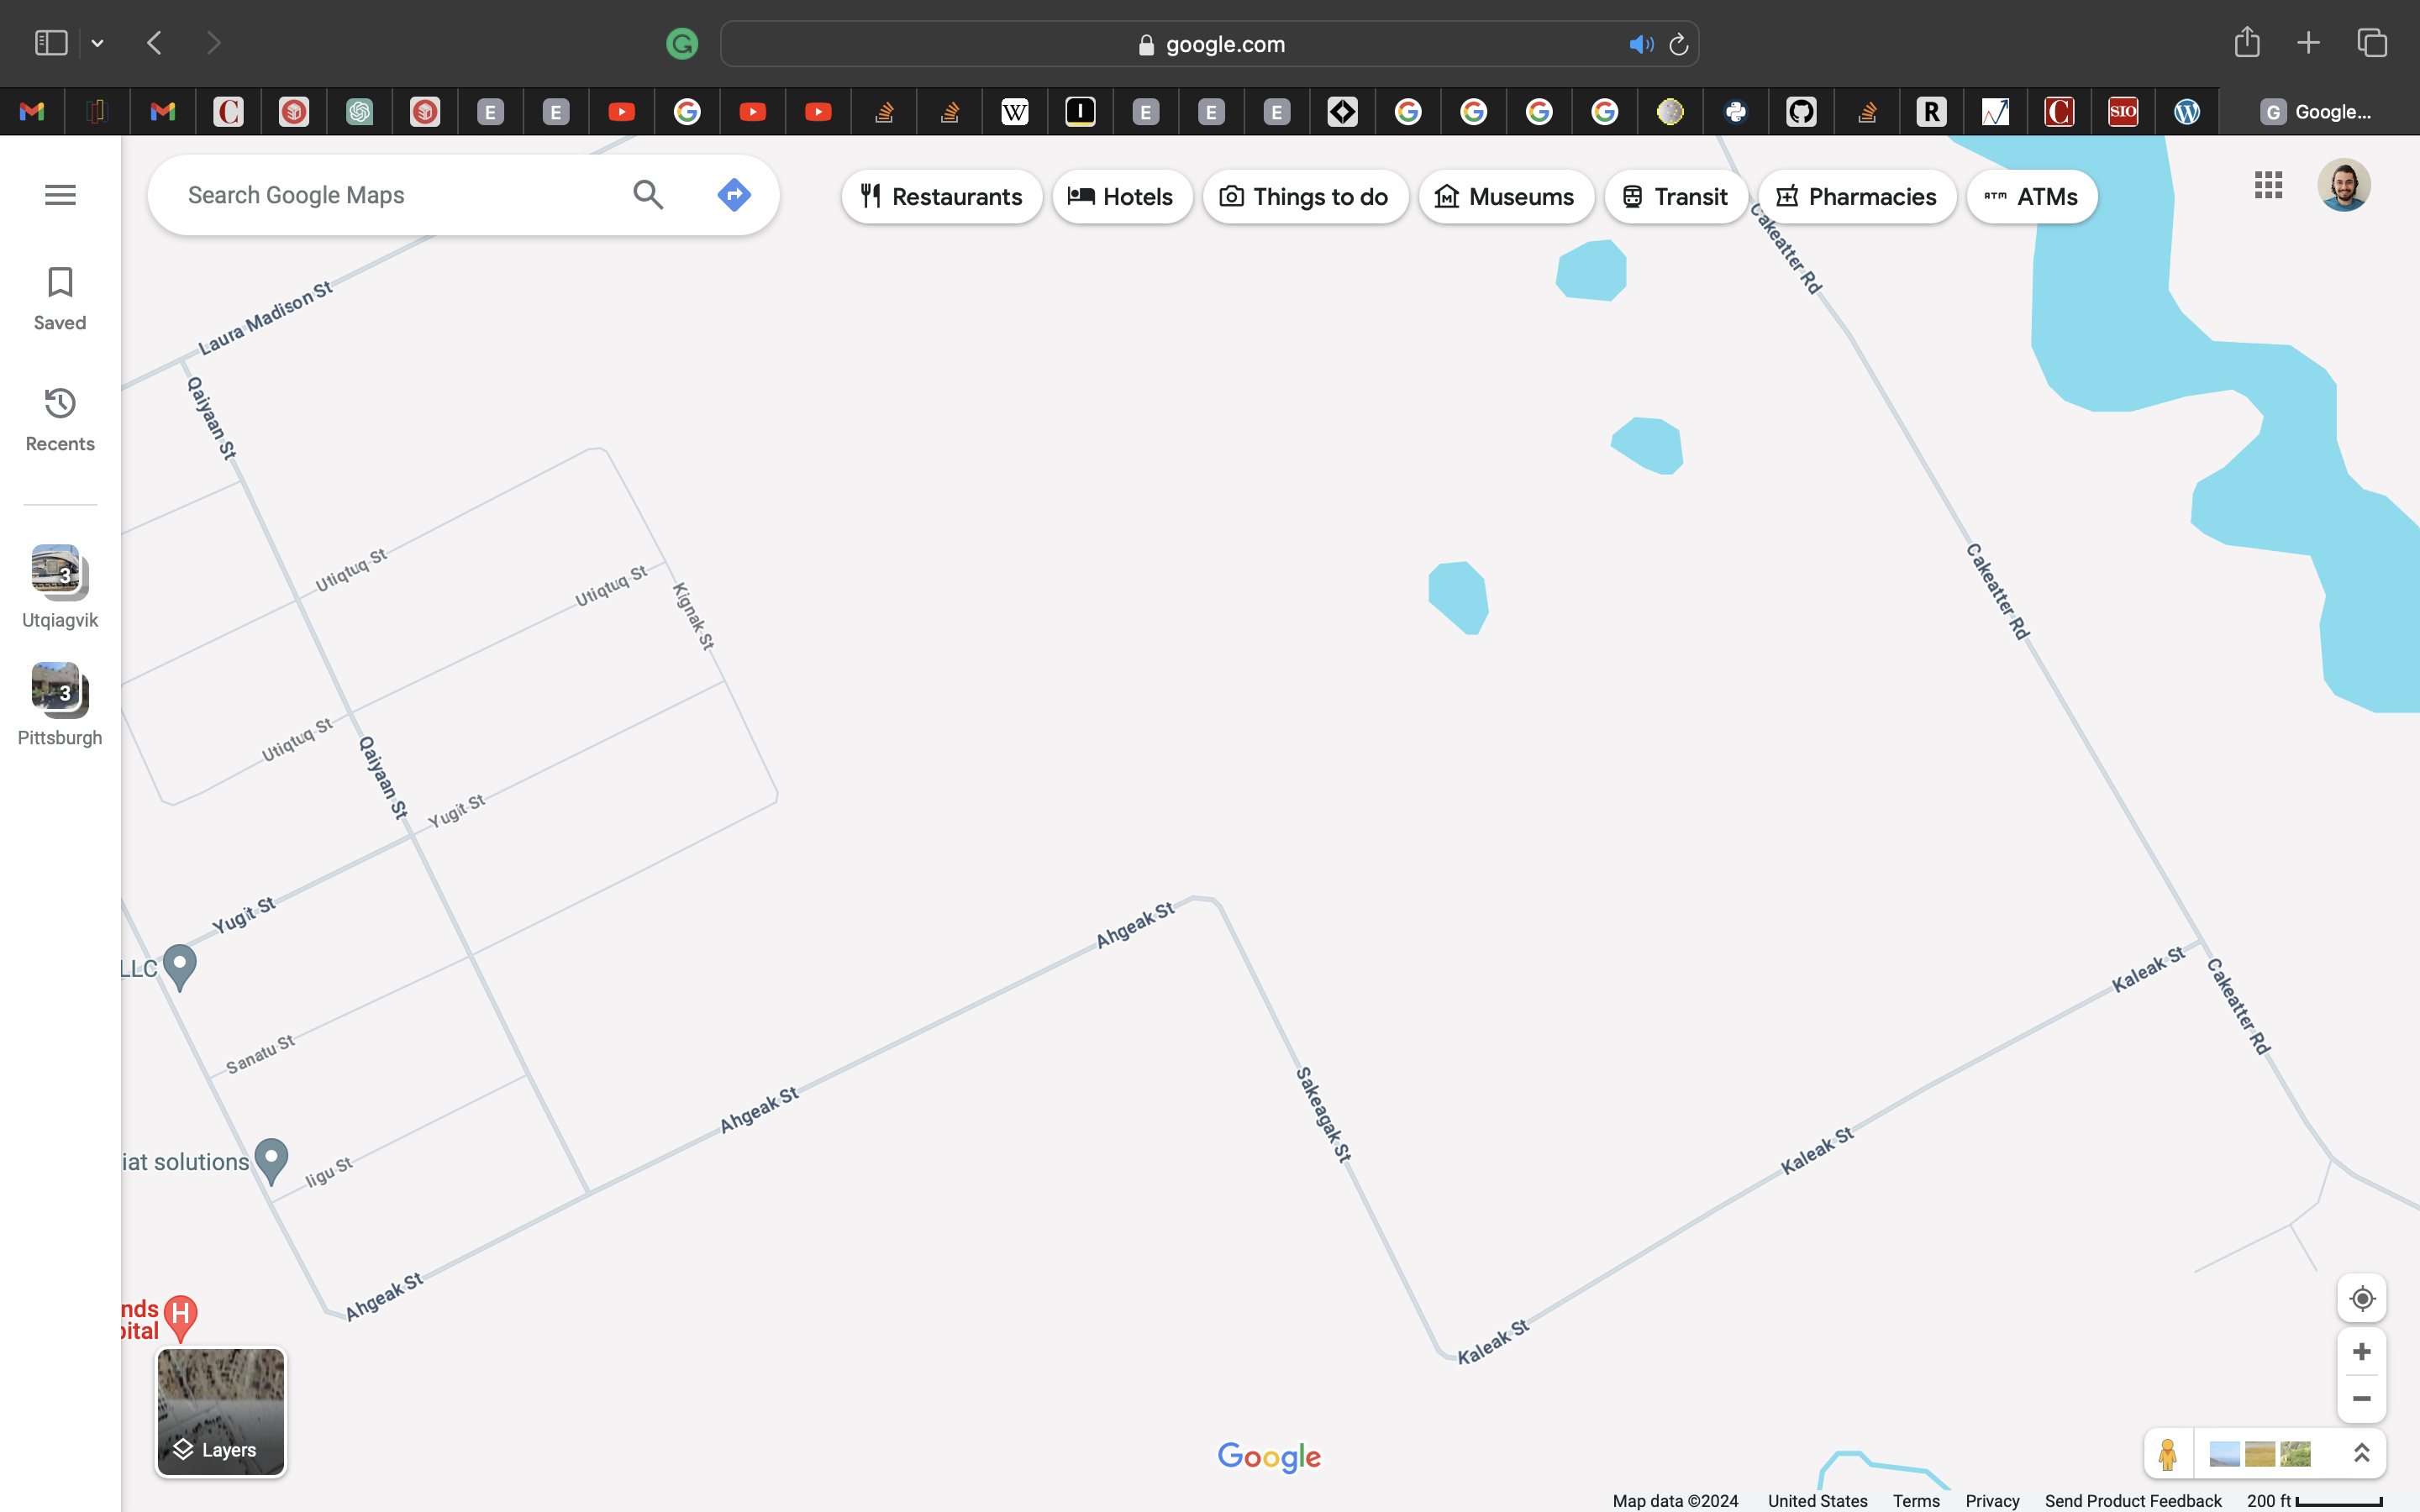 google.com
C
E
E
W
I
E
E
E
R
C
SIO
G Google...
Search Google Maps
Restaurants
Hotels
Things to do
Museums
Transit
Pharmacies
ATM ATMs
Saved
Recents
3
Utqiagvik
3
Pittsburgh
Laura Madison St
Qaiyaan St
Utiqtuq St
Utiqtuq St
Kignak St
Utiqtuq St
Qaiyaan St
Yugit St
Yugit St
LLC
Sanatu St
iat solutions
Iigu St
Ahgeak St
Ahgeak St
Ahgeak St
Sakeagak St
Kaleak St
Kaleak St
Kaleak St
Cakeatter Rd
Cakeatter Rd
Cakeatter Rd
nds
pital
H
Layers
Google
Map data ©2024 United States Terms Privacy Send Product Feedback 200 ft